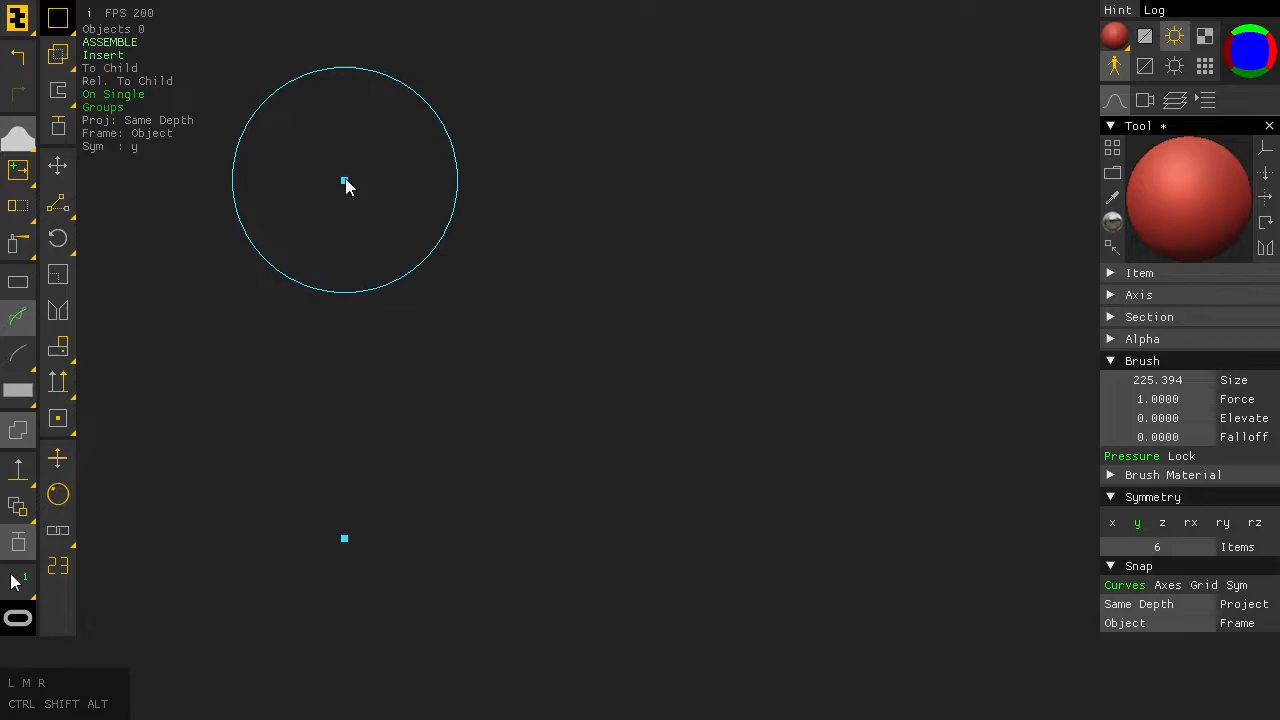 i FPS 200
Objects 0
ASSEMBLE
Insert
To Child
Rel. To Child
On Single
Groups
Proj: Same Depth
Frame: Object
Sym : y
1
23
L M R
CTRL SHIFT ALT
Hint Log
Tool *
Item
Axis
Section
Alpha
Brush
225.394 Size
1.0000 Force
0.0000 Elevate
0.0000 Falloff
Pressure Lock
Brush Material
Symmetry
x y z rx ry rz
6 Items
Snap
Curves Axes Grid Sym
Same Depth Project
Object Frame